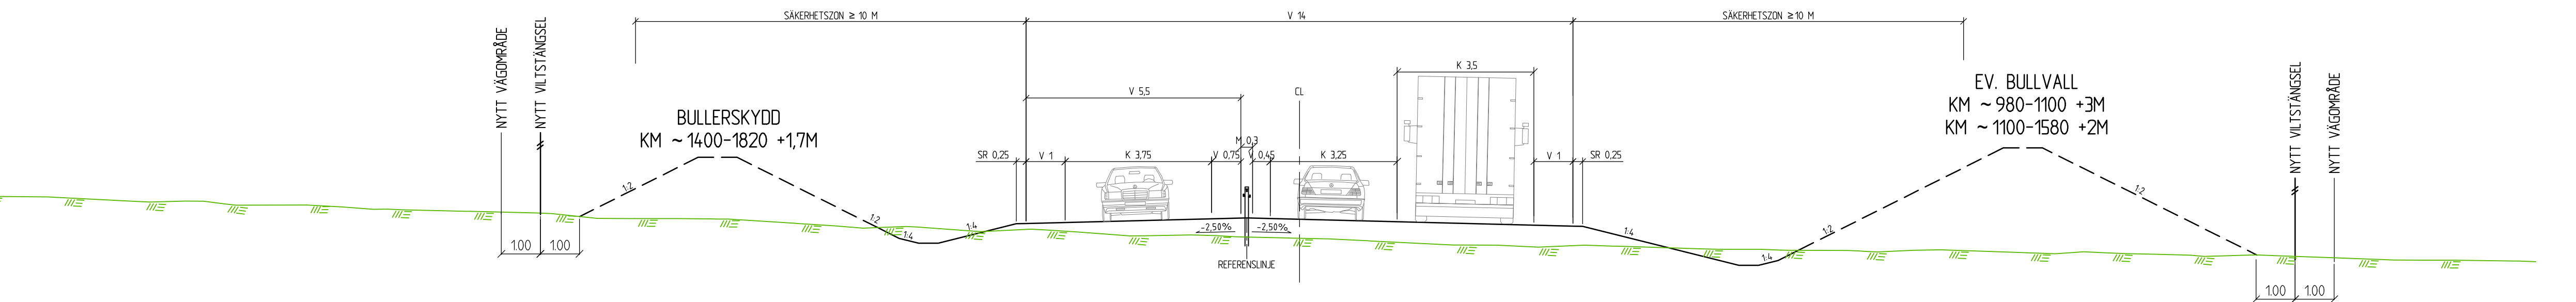 SÄKERHETSZON ≥ 10 M
V 14
SÄKERHETSZON ≥ 10 M
NYTT VÄGOMRÅDE
NYTT VILTSTÄNGSEL
K 3,5
EV. BULLVALL
KM ~ 980-1100 +3M
KM ~ 1100-1580 +2M
NYTT VILTSTÄNGSEL
NYTT VÄGOMRÅDE
V 5,5
CL
BULLERSKYDD
KM ~ 1400-1820 +1,7M
M 0,3
SR 0,25
V 1
K 3,75
V 0,75
V 0,45
K 3,25
V 1
SR 0,25
1:2
1:2
1:4
1:4
-2,50%
-2,50%
1:4
1:4
1:2
1:2
1.00
1.00
REFERENSLINJE
1.00
1.00